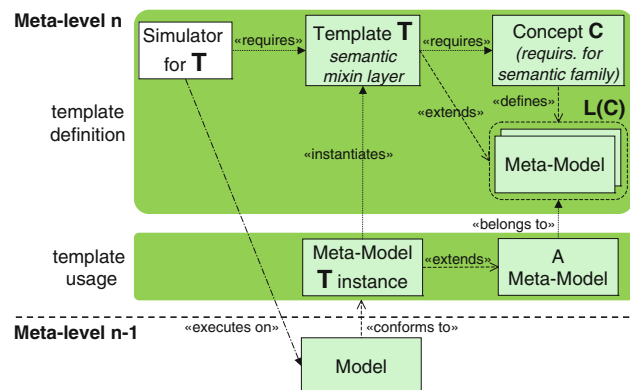 Meta-level n
Simulator
for T
«requires»
Template T
semantic
mixin layer
«requires»
Concept C
(requirs. for
semantic family)
template
definition
«extends»
«defines»
L(C)
«instantiates»
Meta-Model
«belongs to»
template
usage
Meta-Model
T instance
«extends»
A
Meta-Model
Meta-level n-1
«executes on»
«conforms to»
Model